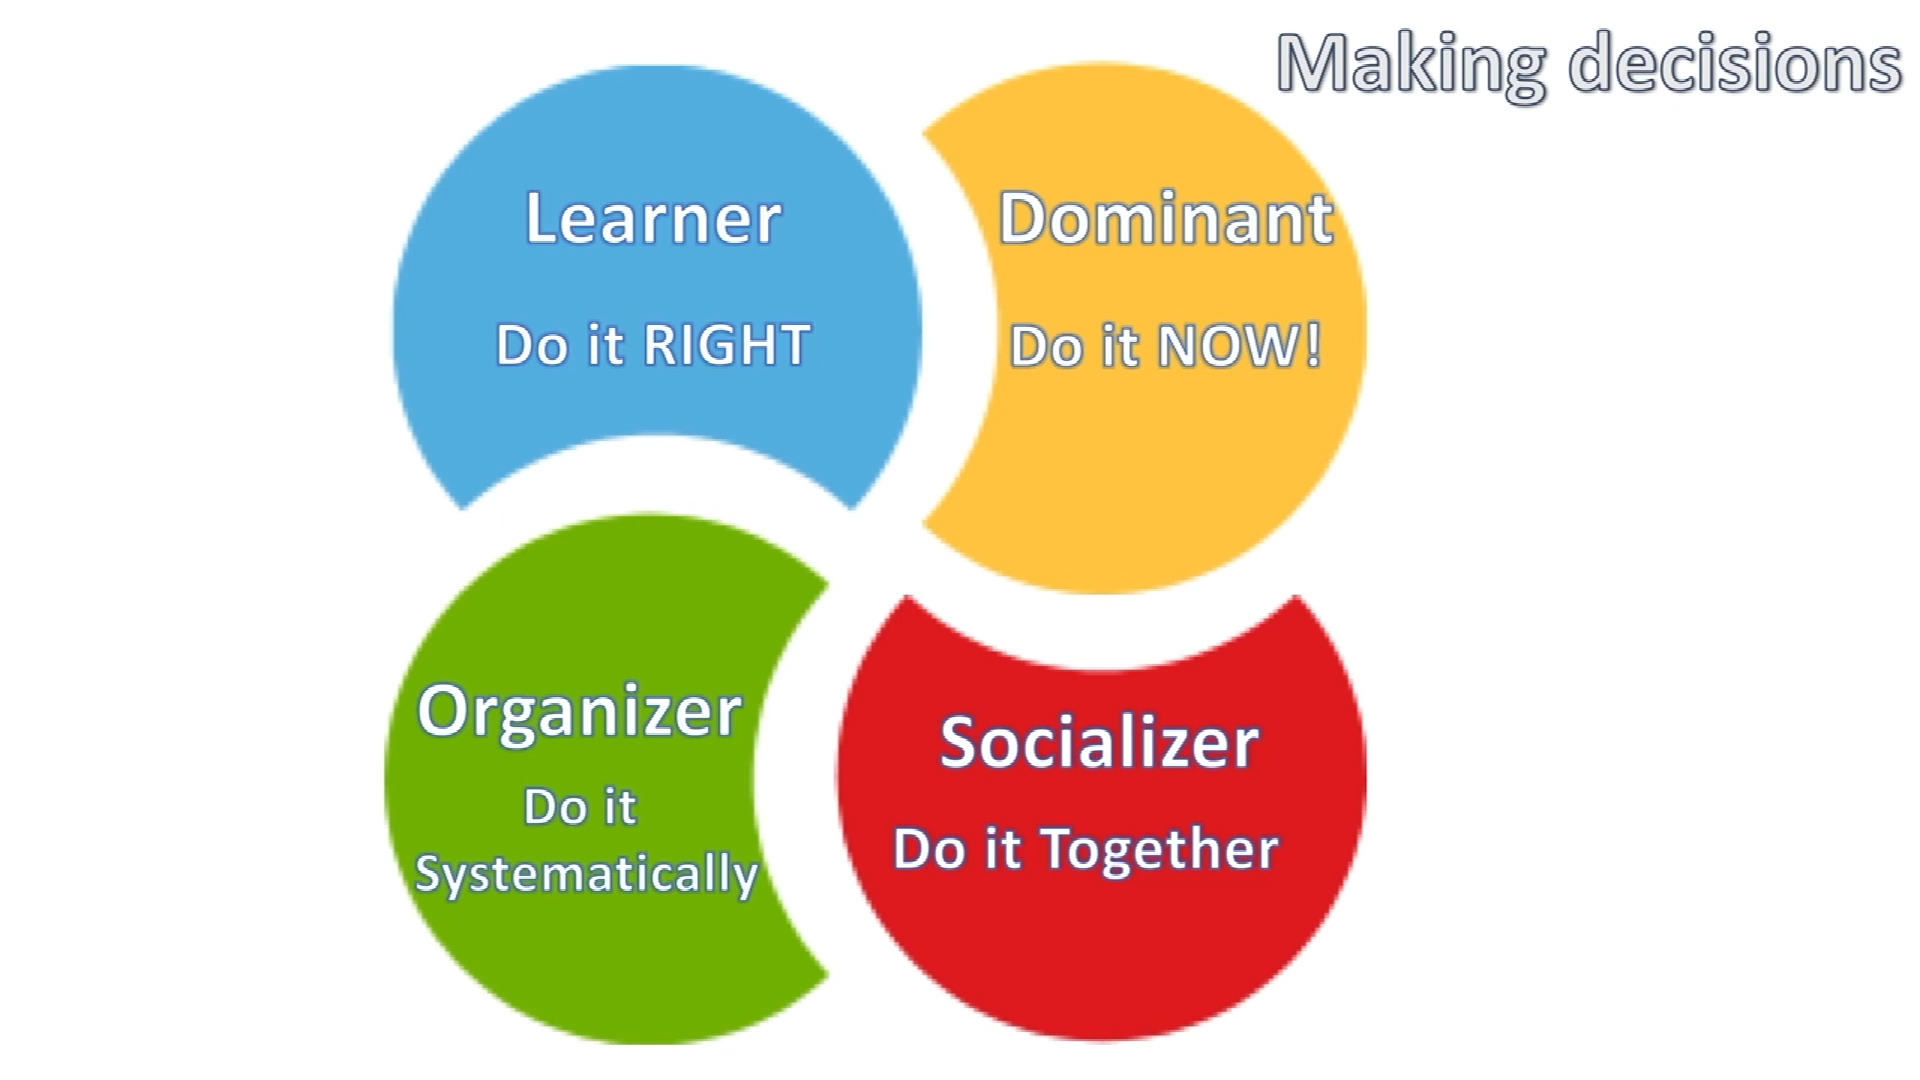 Making decisions
Learner
Do it RIGHT
Dominant
Do it NOW!
Organizer
Do it
Systematically
Socializer
Do it Together